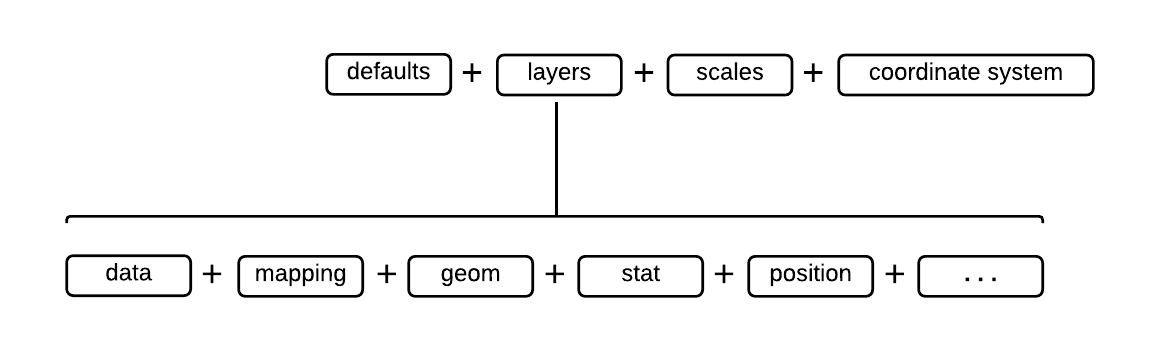 defaults + layers + scales + coordinate system
data + mapping + geom + stat + position + ...